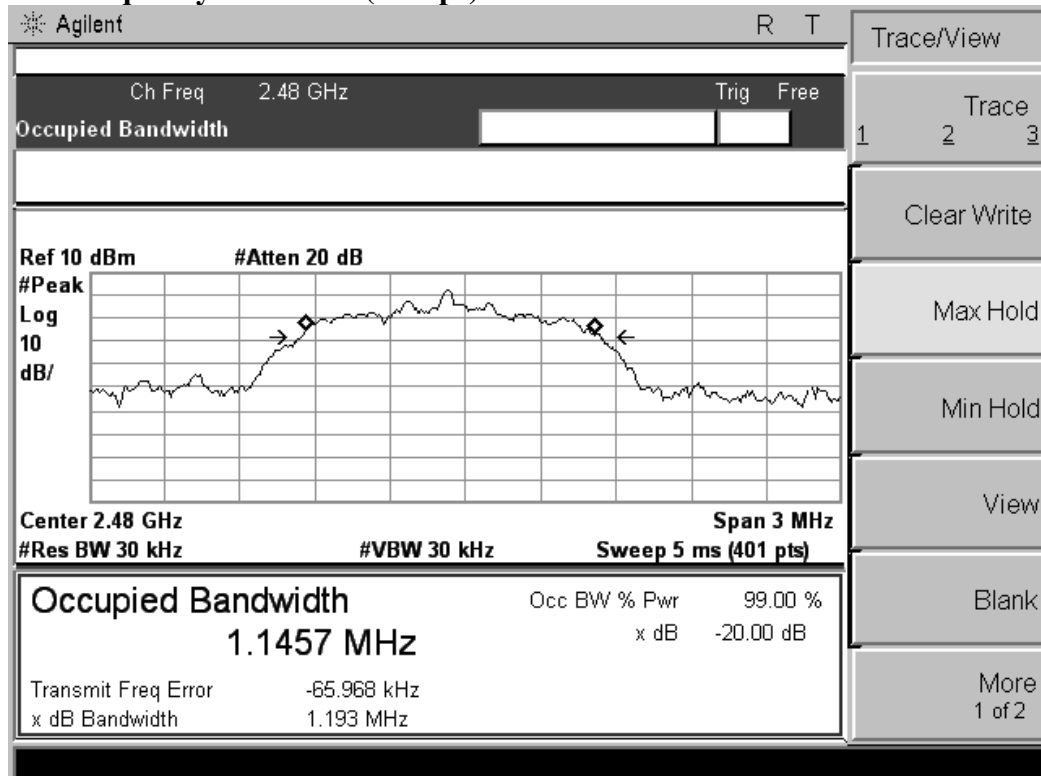 Agilent R T
Trace/View
Ch Freq 2.48 GHz Trig Free
Occupied Bandwidth
Trace
1 2 3
Clear Write
Ref 10 dBm #Atten 20 dB
#Peak
Log
10
dB/
Max Hold
Min Hold
View
Center 2.48 GHz Span 3 MHz
#Res BW 30 kHz #VBW 30 kHz Sweep 5 ms (401 pts)
Occupied Bandwidth
1.1457 MHz
Occ BW % Pwr 99.00 %
x dB -20.00 dB
Transmit Freq Error -65.968 kHz
x dB Bandwidth 1.193 MHz
Blank
More
1 of 2